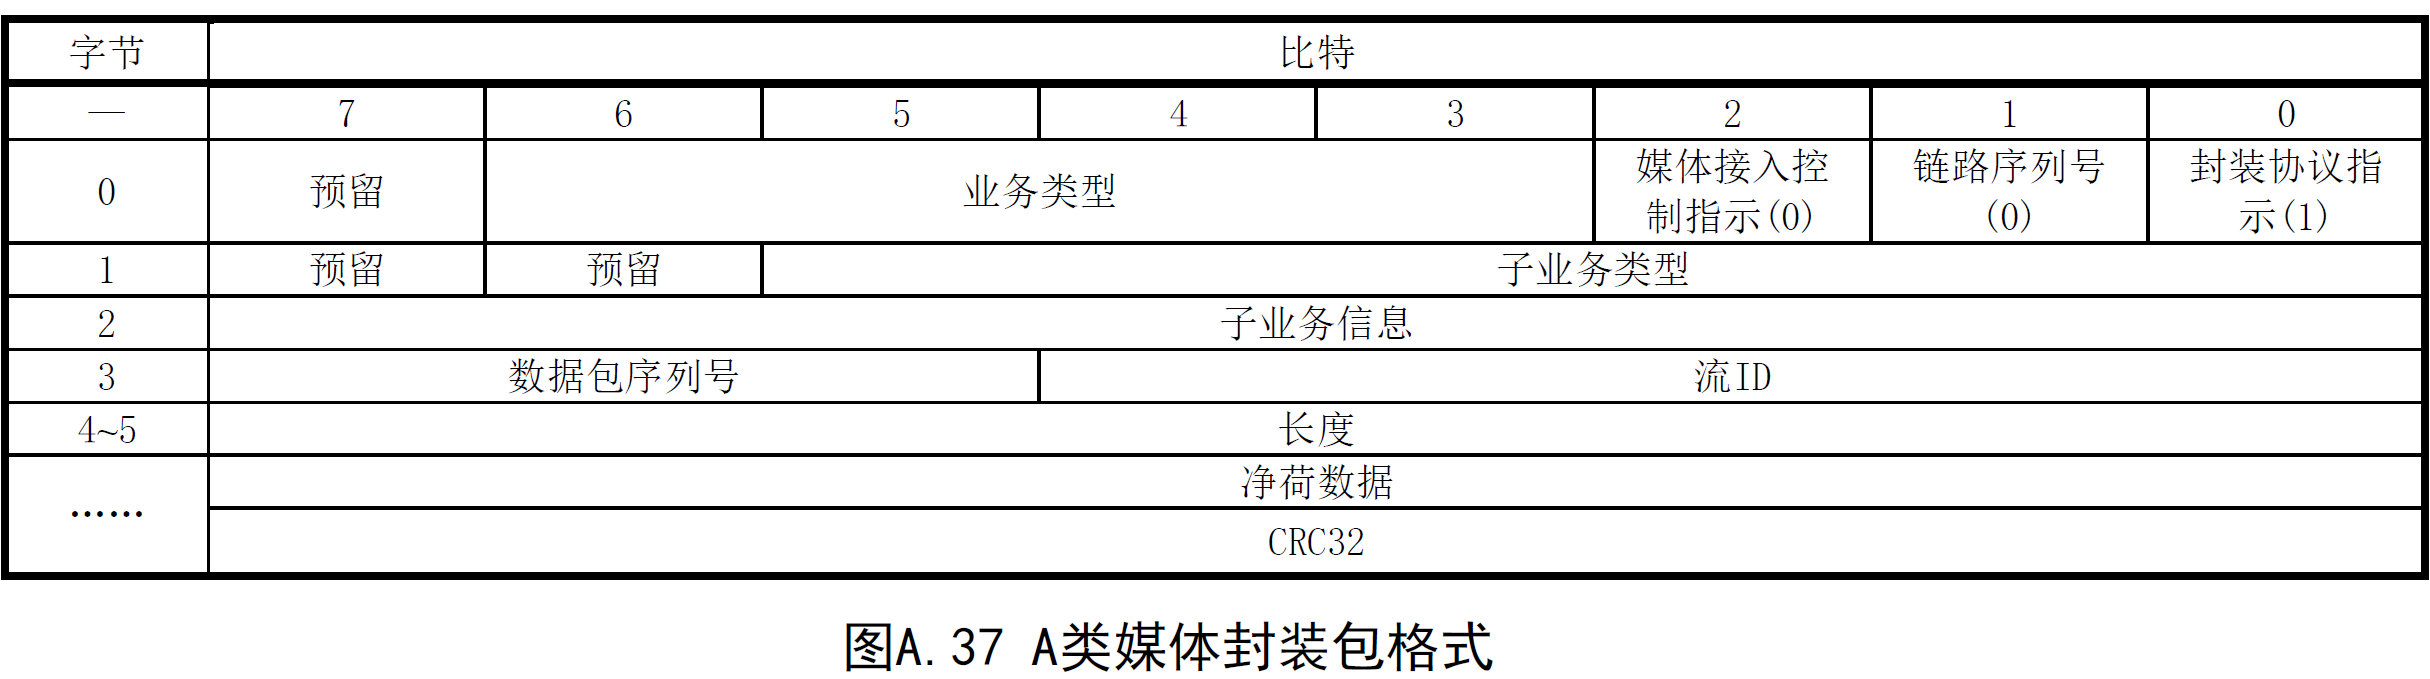 字节 比特
— 7 6 5 4 3 2 1 0
0 预留 业务类型 媒体接入控制指示(0) 链路序列号(0) 封装协议指示(1)
1 预留 预留 子业务类型
2 子业务信息
3 数据包序列号 流ID
4~5 长度
…… 净荷数据
CRC32
图A.37 A类媒体封装包格式